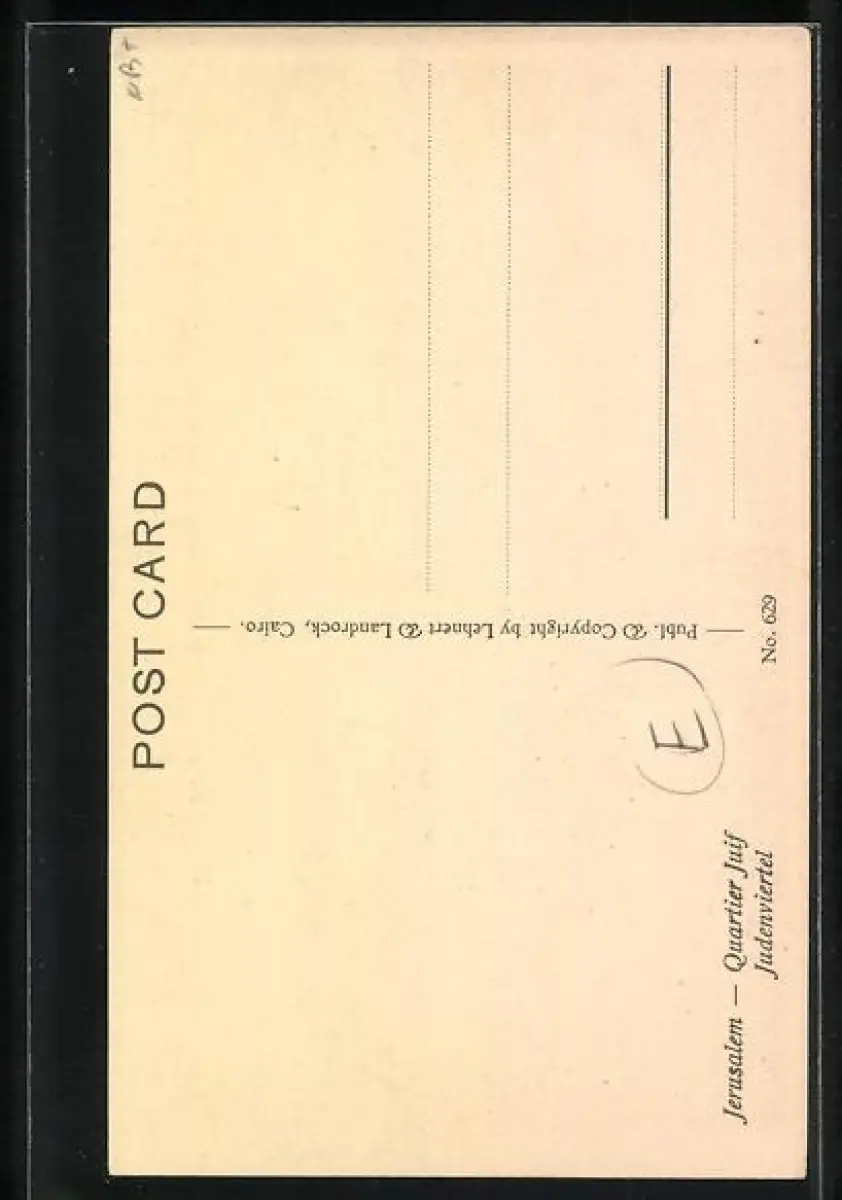 POST CARD
— Publ. & Copyright by Lehnert & Landrock, Cairo. —
E
Jerusalem — Quartier Juif
Judenviertel
No. 629